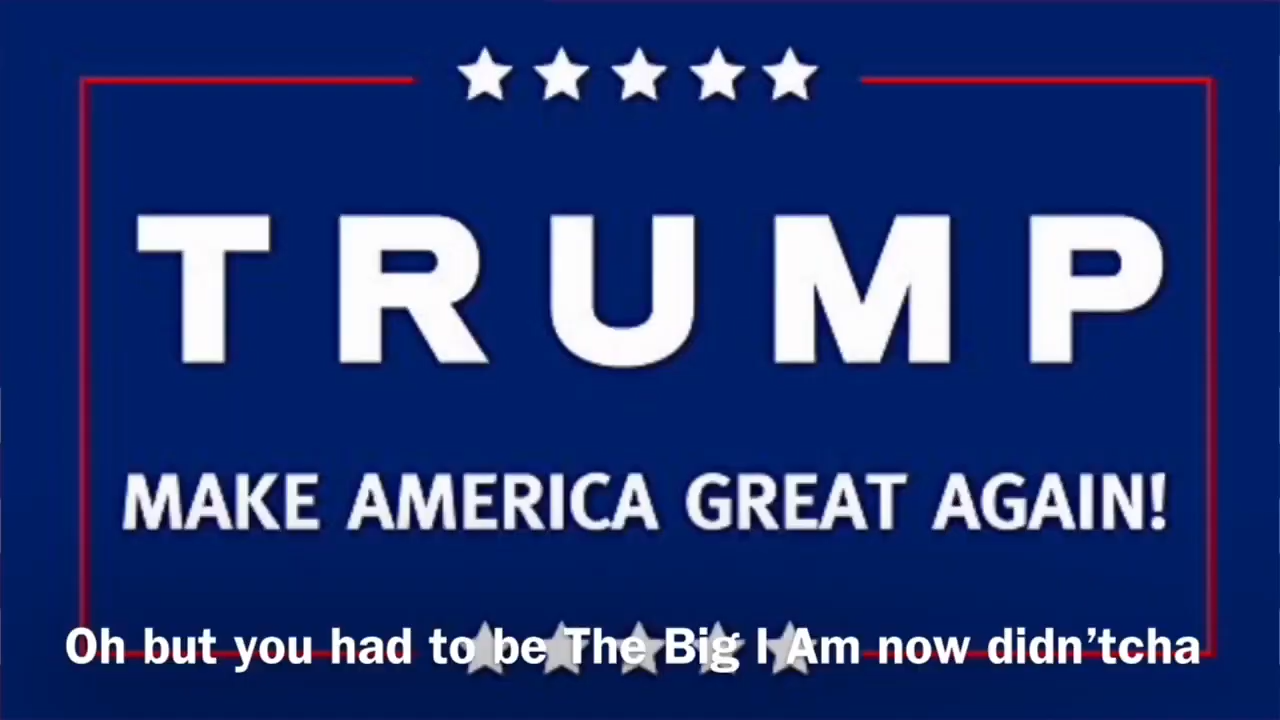 TRUMP
MAKE AMERICA GREAT AGAIN!
Oh but you had to be The Big I Am now didn’tcha